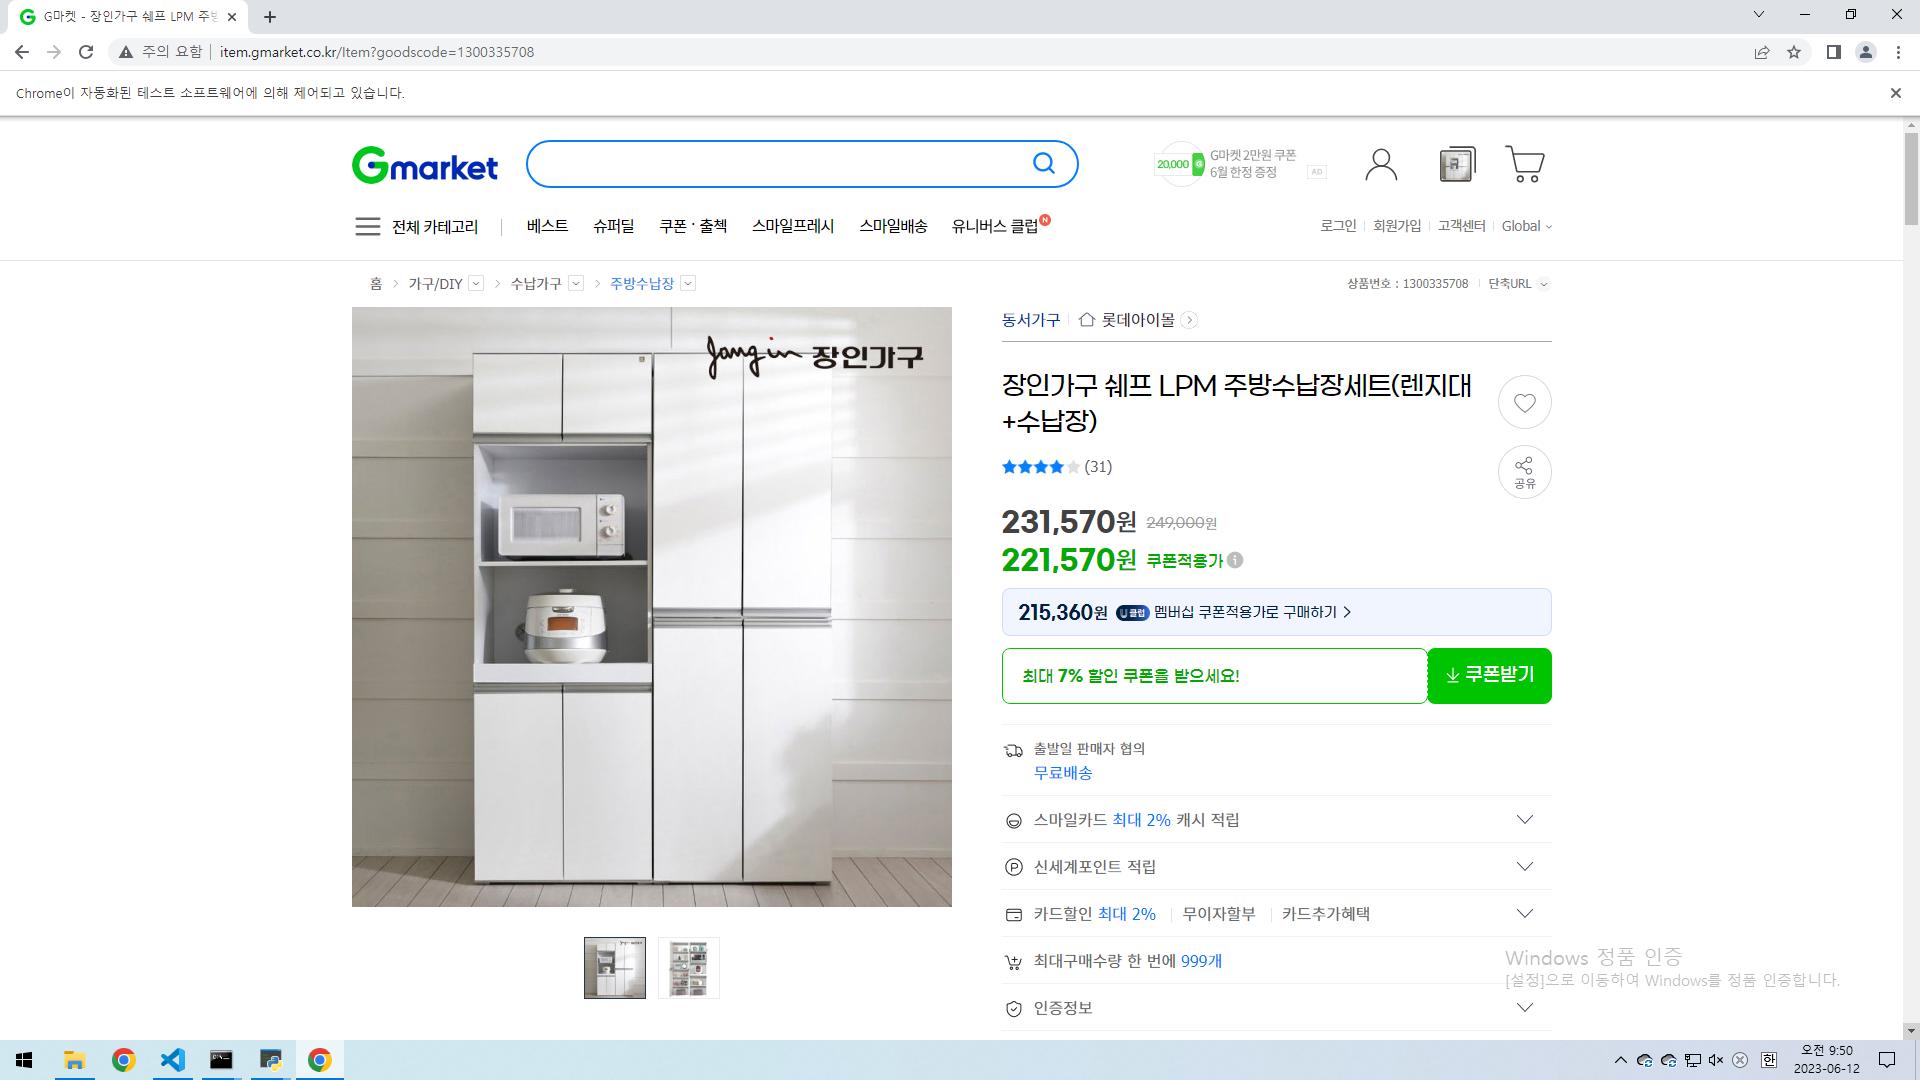 G마켓 - 장인가구 쉐프 LPM 주방
주의 요함
item.gmarket.co.kr/Item?goodscode=1300335708
Chrome이 자동화된 테스트 소프트웨어에 의해 제어되고 있습니다.
Gmarket
20,000
G마켓 2만원 쿠폰
6월 한정 증정
AD
전체 카테고리
베스트 슈퍼딜 쿠폰·출첵 스마일프레시 스마일배송 유니버스 클럽 N
로그인 회원가입 고객센터 Global
홈 > 가구/DIY > 수납가구 > 주방수납장
상품번호 : 1300335708 단축URL
Jang in 장인가구
동서가구 롯데아이몰
장인가구 쉐프 LPM 주방수납장세트(렌지대
+수납장)
(31)
공유
231,570원 249,000원
221,570원 쿠폰적용가
215,360원 U클럽 멤버십 쿠폰적용가로 구매하기 >
최대 7% 할인 쿠폰을 받으세요!
쿠폰받기
출발일 판매자 협의
무료배송
스마일카드 최대 2% 캐시 적립
신세계포인트 적립
카드할인 최대 2% 무이자할부 카드추가혜택
최대구매수량 한 번에 999개
인증정보
Windows 정품 인증
[설정]으로 이동하여 Windows를 정품 인증합니다.
한
오전 9:50
2023-06-12